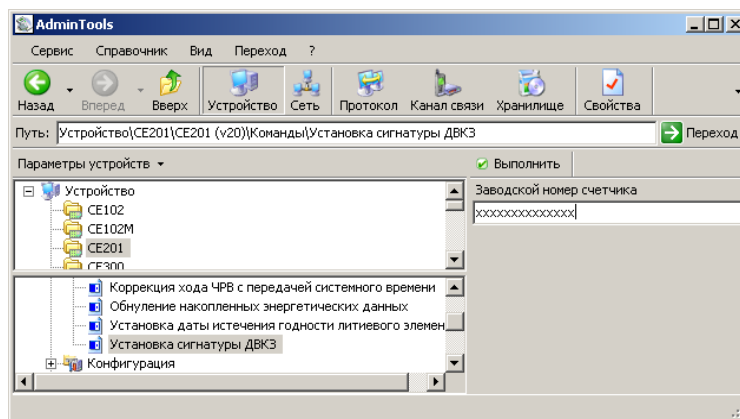 AdminTools
Сервис Справочник Вид Переход ?
Назад Вперед Вверх Устройство Сеть Протокол Канал связи Хранилище Свойства
Путь: Устройство\CE201\CE201 (v20)\Команды\Установка сигнатуры ДВКЗ Переход
Параметры устройств
Выполнить
Устройство
CE102
CE102M
CE201
CE300
Заводской номер счетчика
xxxxxxxxxxxxxx
Коррекция хода ЧРВ с передачей системного времени
Обнуление накопленных энергетических данных
Установка даты истечения годности литиевого элемен
Установка сигнатуры ДВКЗ
Конфигурация